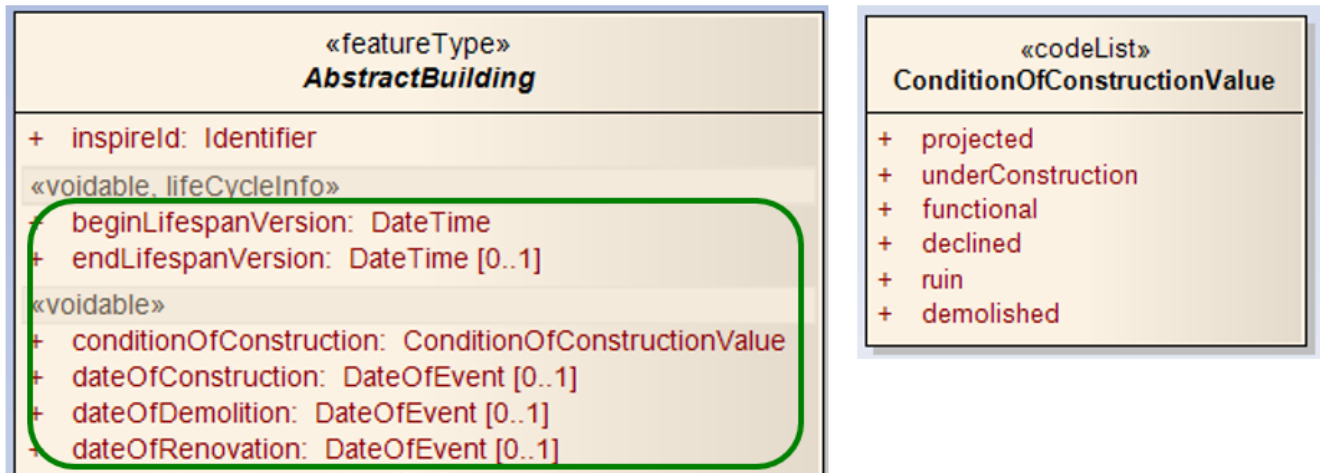 «featureType»
AbstractBuilding
+ inspireId: Identifier
«voidable, lifeCycleInfo»
+ beginLifespanVersion: DateTime
+ endLifespanVersion: DateTime [0..1]
«voidable»
+ conditionOfConstruction: ConditionOfConstructionValue
+ dateOfConstruction: DateOfEvent [0..1]
+ dateOfDemolition: DateOfEvent [0..1]
+ dateOfRenovation: DateOfEvent [0..1]
«codeList»
ConditionOfConstructionValue
+ projected
+ underConstruction
+ functional
+ declined
+ ruin
+ demolished